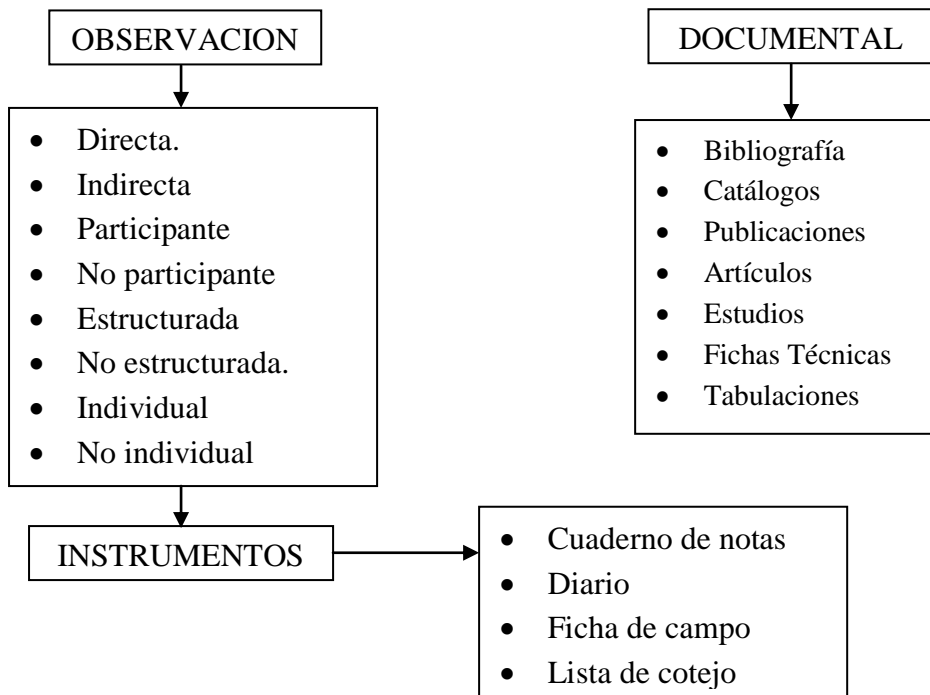 OBSERVACION
• Directa.
• Indirecta
• Participante
• No participante
• Estructurada
• No estructurada.
• Individual
• No individual
INSTRUMENTOS
• Cuaderno de notas
• Diario
• Ficha de campo
• Lista de cotejo
DOCUMENTAL
• Bibliografía
• Catálogos
• Publicaciones
• Artículos
• Estudios
• Fichas Técnicas
• Tabulaciones